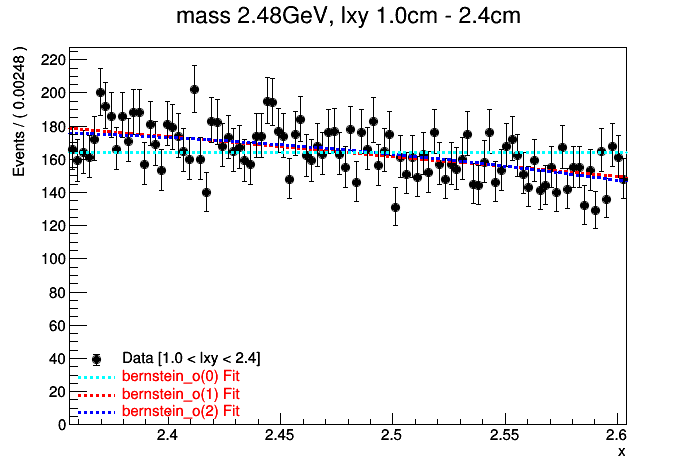 mass 2.48GeV, lxy 1.0cm - 2.4cm
Events / ( 0.00248 )
220
200
180
160
140
120
100
80
60
40
20
0
Data [1.0 < lxy < 2.4]
bernstein_o(0) Fit
bernstein_o(1) Fit
bernstein_o(2) Fit
2.4 2.45 2.5 2.55 2.6
x